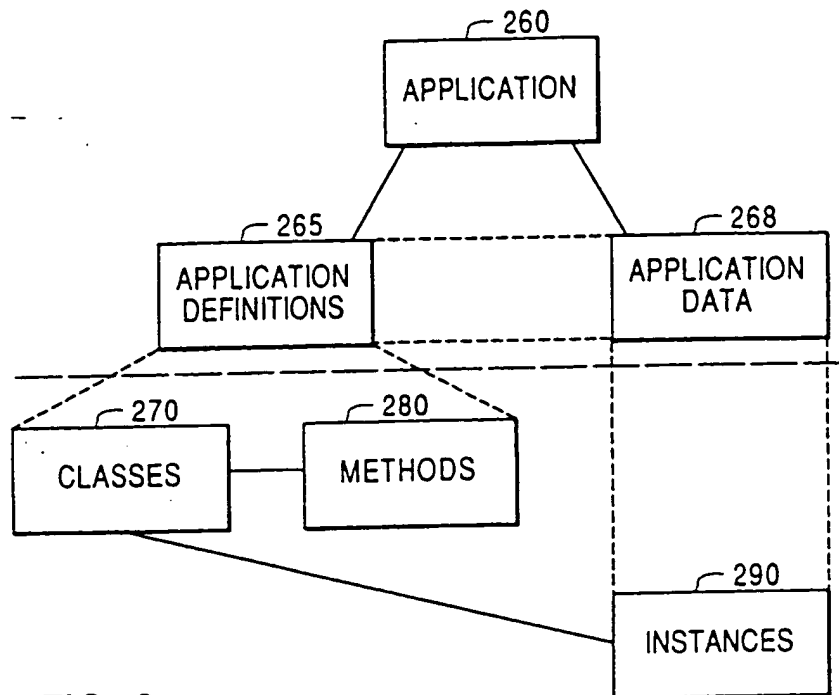 260
APPLICATION
265
APPLICATION
DEFINITIONS
268
APPLICATION
DATA
270
CLASSES
280
METHODS
290
INSTANCES